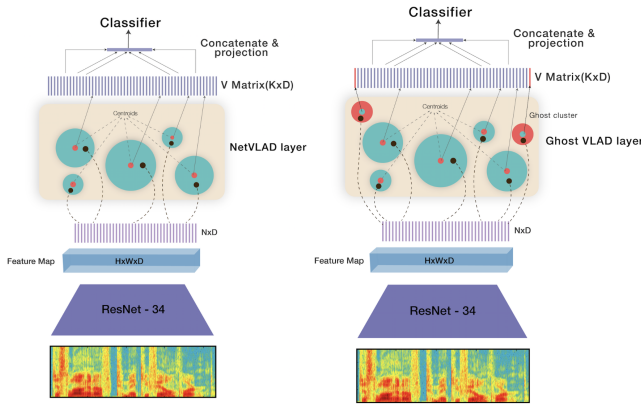 Classifier
Concatenate &
projection
V Matrix(KxD)
Centroids
NetVLAD layer
NxD
Feature Map
HxWxD
ResNet - 34
Classifier
Concatenate &
projection
V Matrix(KxD)
Centroids
Ghost cluster
Ghost VLAD layer
NxD
Feature Map
HxWxD
ResNet - 34